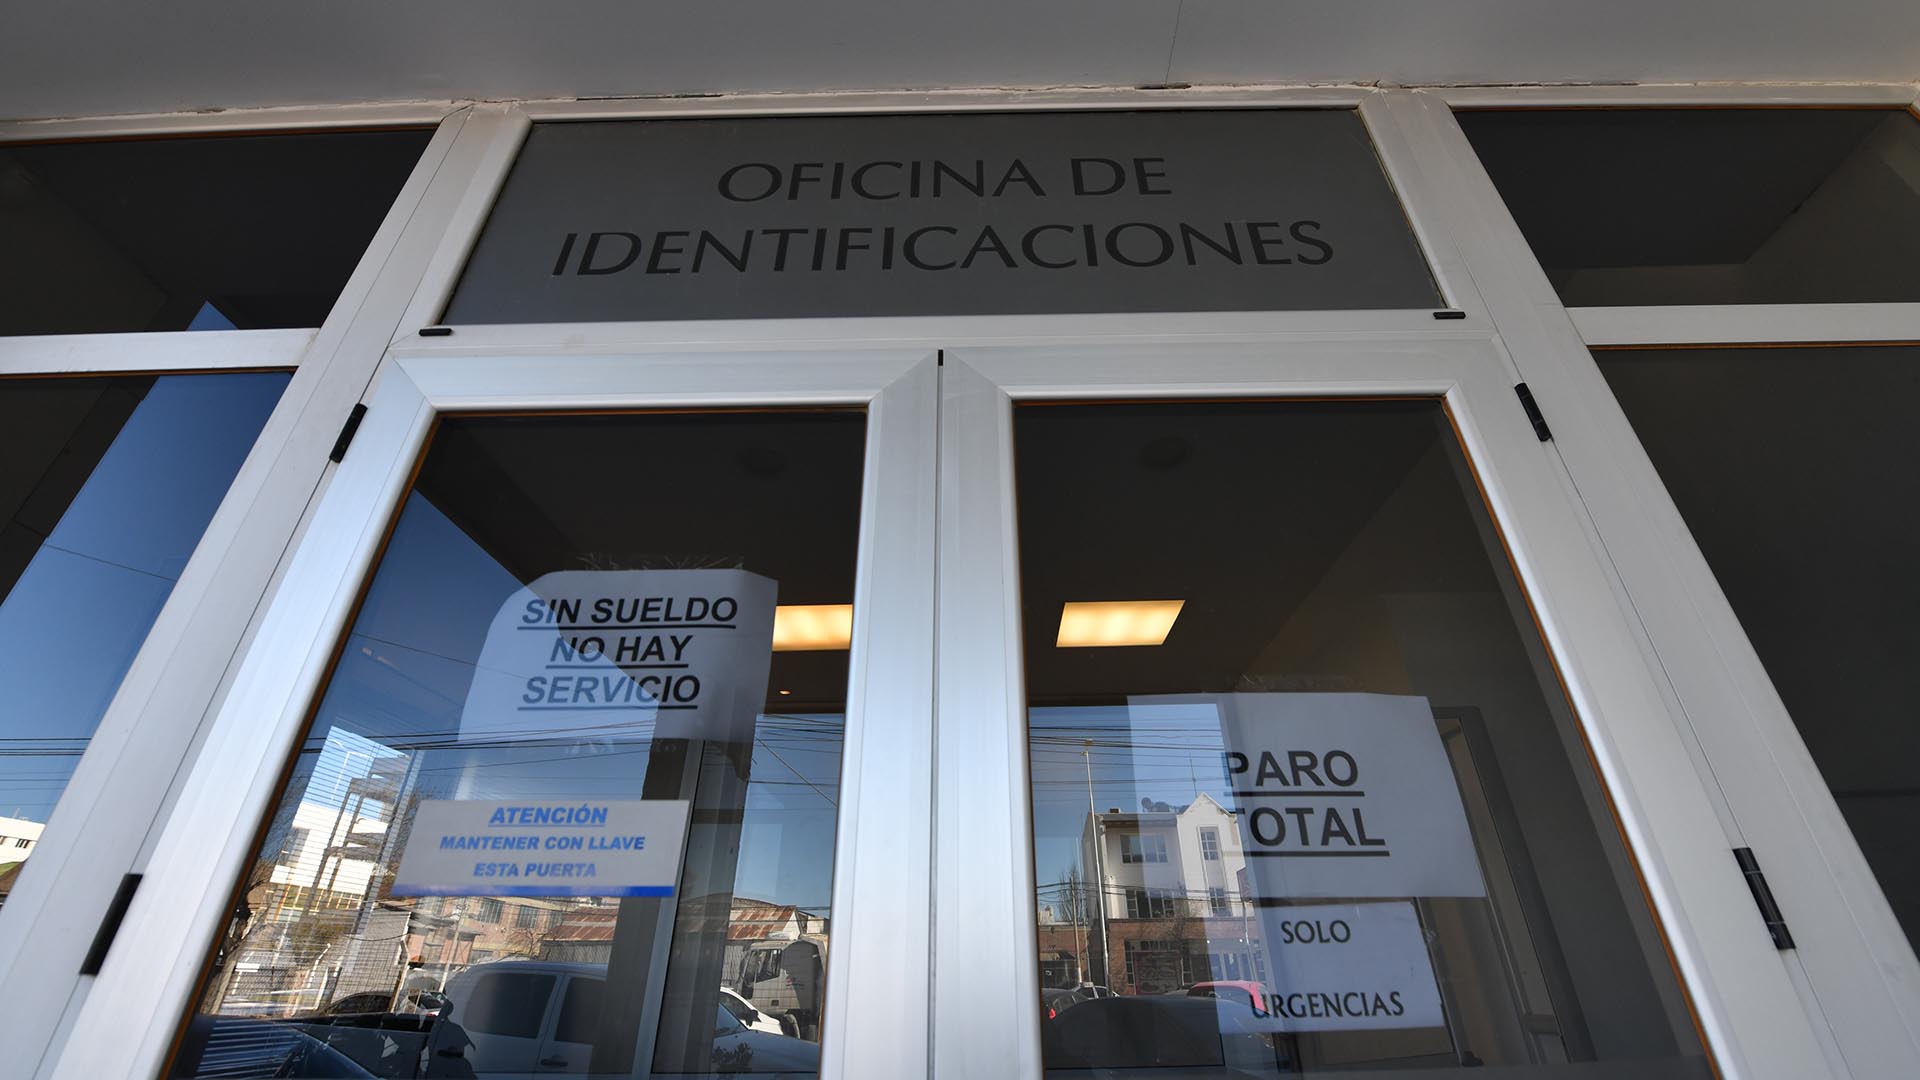 OFICINA DE
IDENTIFICACIONES
SIN SUELDO
NO HAY
SERVICIO
ATENCIÓN
MANTENER CON LLAVE
ESTA PUERTA
PARO
TOTAL
SOLO
URGENCIAS